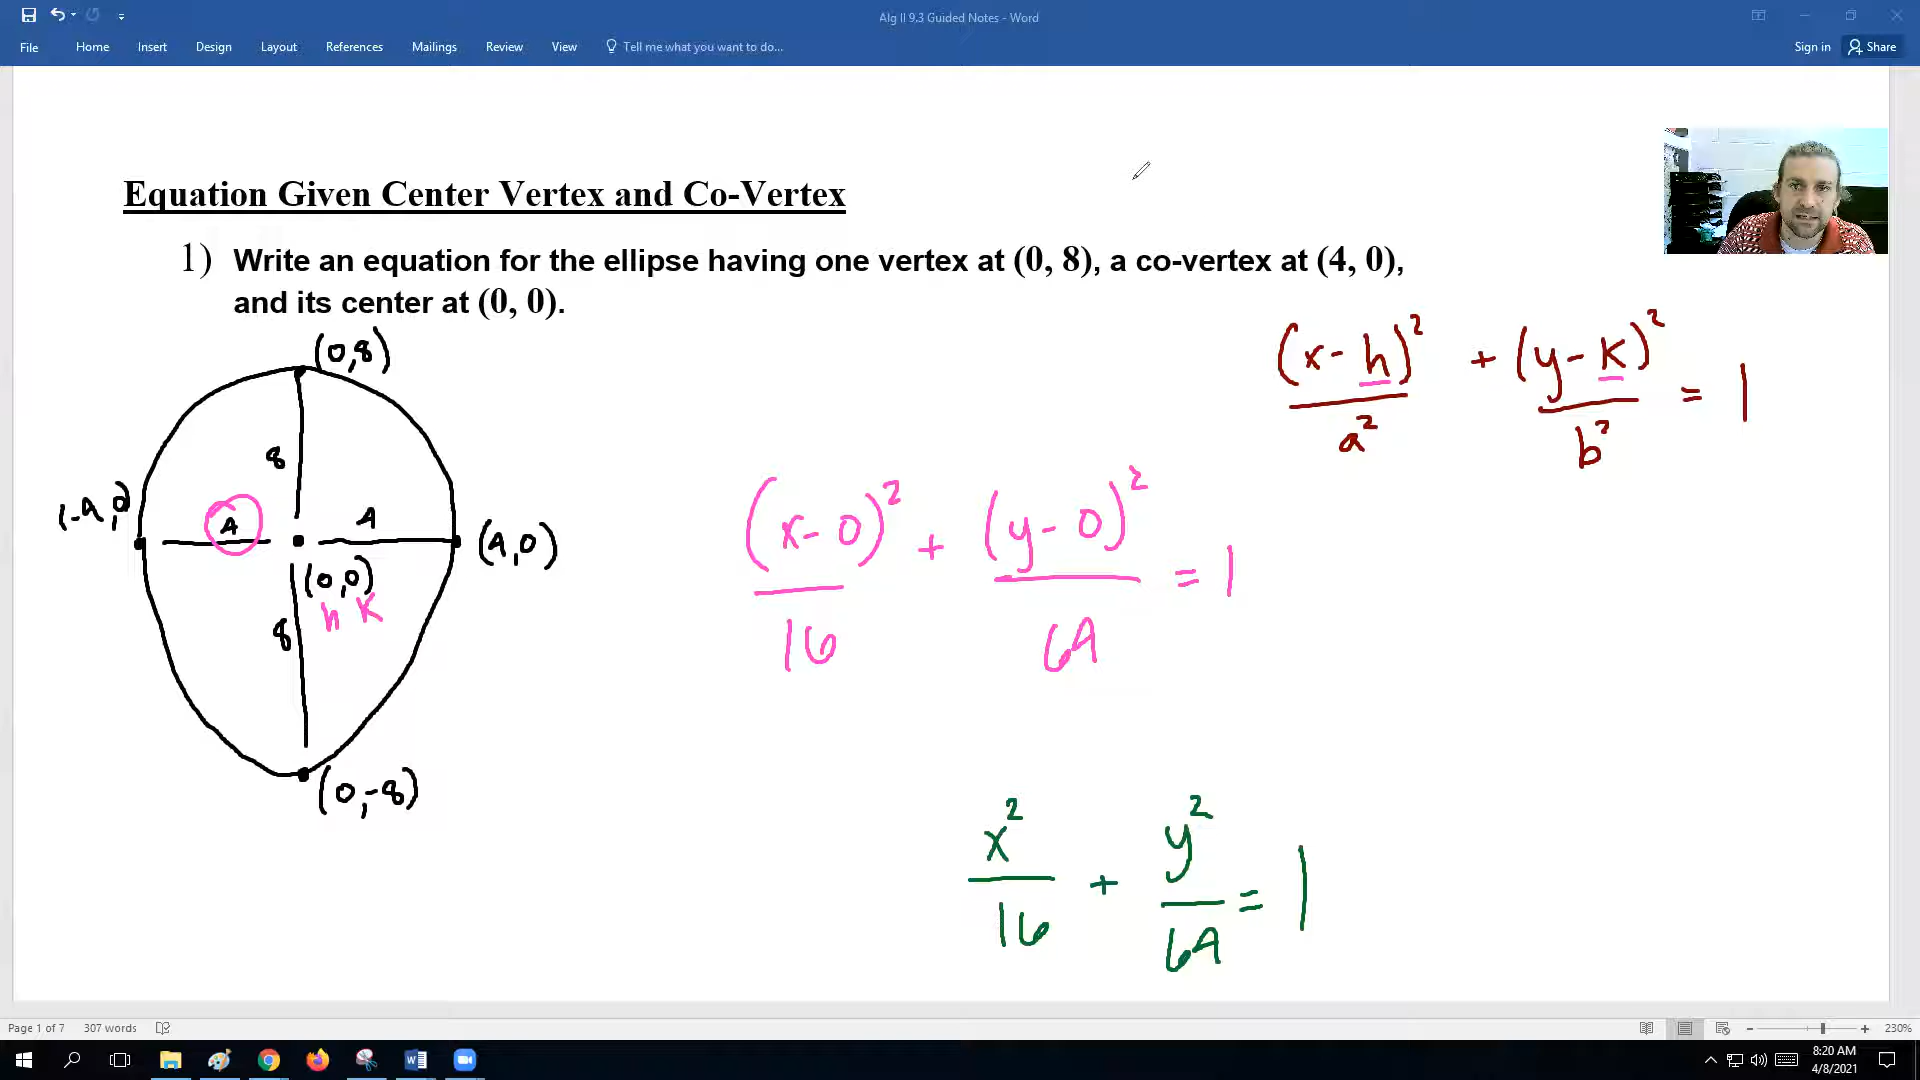 Alg II 9.3 Guided Notes - Word
File Home Insert Design Layout References Mailings Review View Tell me what you want to do... Sign in Share
Equation Given Center Vertex and Co-Vertex
1) Write an equation for the ellipse having one vertex at (0, 8), a co-vertex at (4, 0),
and its center at (0, 0).
(0,8)
(x-h)²/a² + (y-k)²/b² = 1
8
(-4,0) 4 4 (4,0)
(0,0)
h k
8
(0,-8)
(x-0)²/16 + (y-0)²/64 = 1
x²/16 + y²/64 = 1
Page 1 of 7 307 words 230%
8:20 AM
4/8/2021